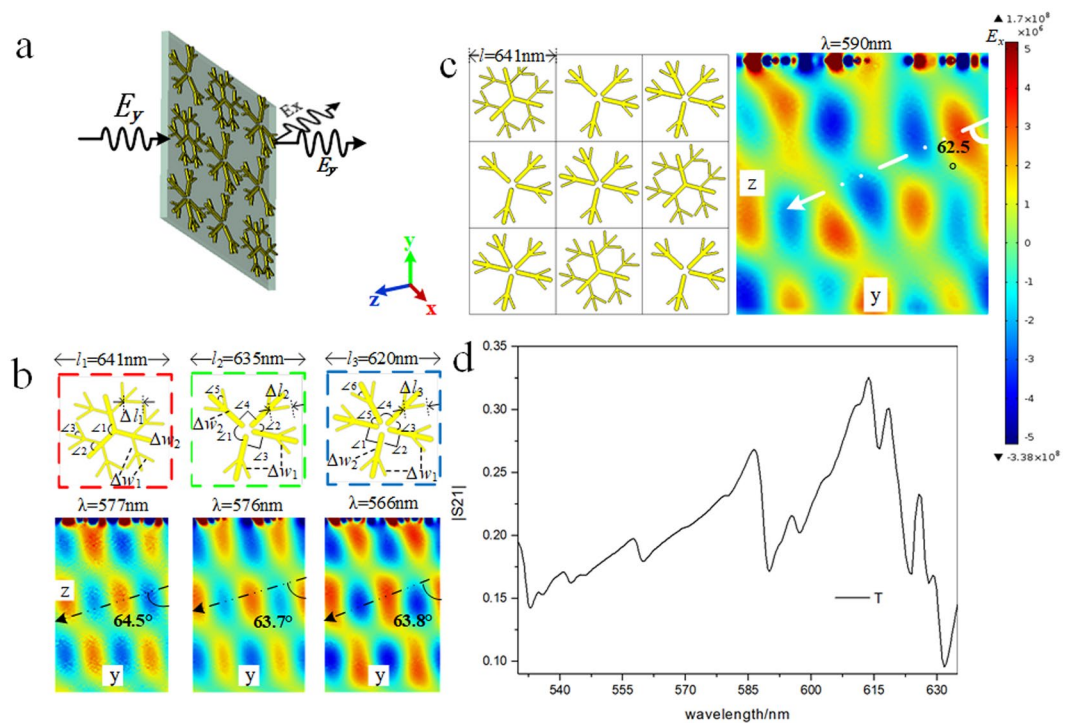 a
E_y
Ex
E_y
y
z
x
c
l=641nm
λ=590nm
62.5
z
y
1.7×10⁸
E_x ×10⁶
5
4
3
2
1
0
-1
-2
-3
-4
-5
-3.38×10⁸
b
l₁=641nm
l₂=635nm
l₃=620nm
Δl₁
∠3
∠1
∠2
Δw₂
Δw₁
∠5
∠4
Δl₂
Δw₂
∠2
∠1
∠3
Δw₁
∠6
∠4
Δl₃
∠5
∠3
∠1
∠2
Δw₂
Δw₁
λ=577nm
λ=576nm
λ=566nm
z
64.5°
63.7°
63.8°
y
y
y
d
0.35
0.30
0.25
0.20
0.15
0.10
|S21|
T
540
555
570
585
600
615
630
wavelength/nm